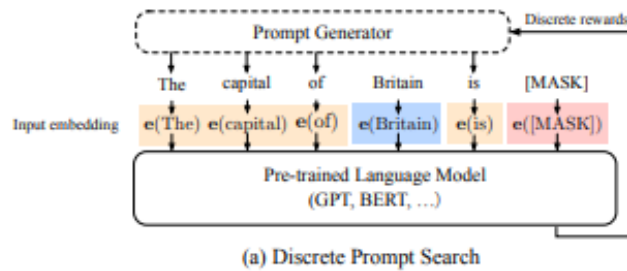 Prompt Generator
Discrete rewards
The capital of Britain is [MASK]
Input embedding e(The) e(capital) e(of) e(Britain) e(is) e([MASK])
Pre-trained Language Model
(GPT, BERT, ...)
(a) Discrete Prompt Search